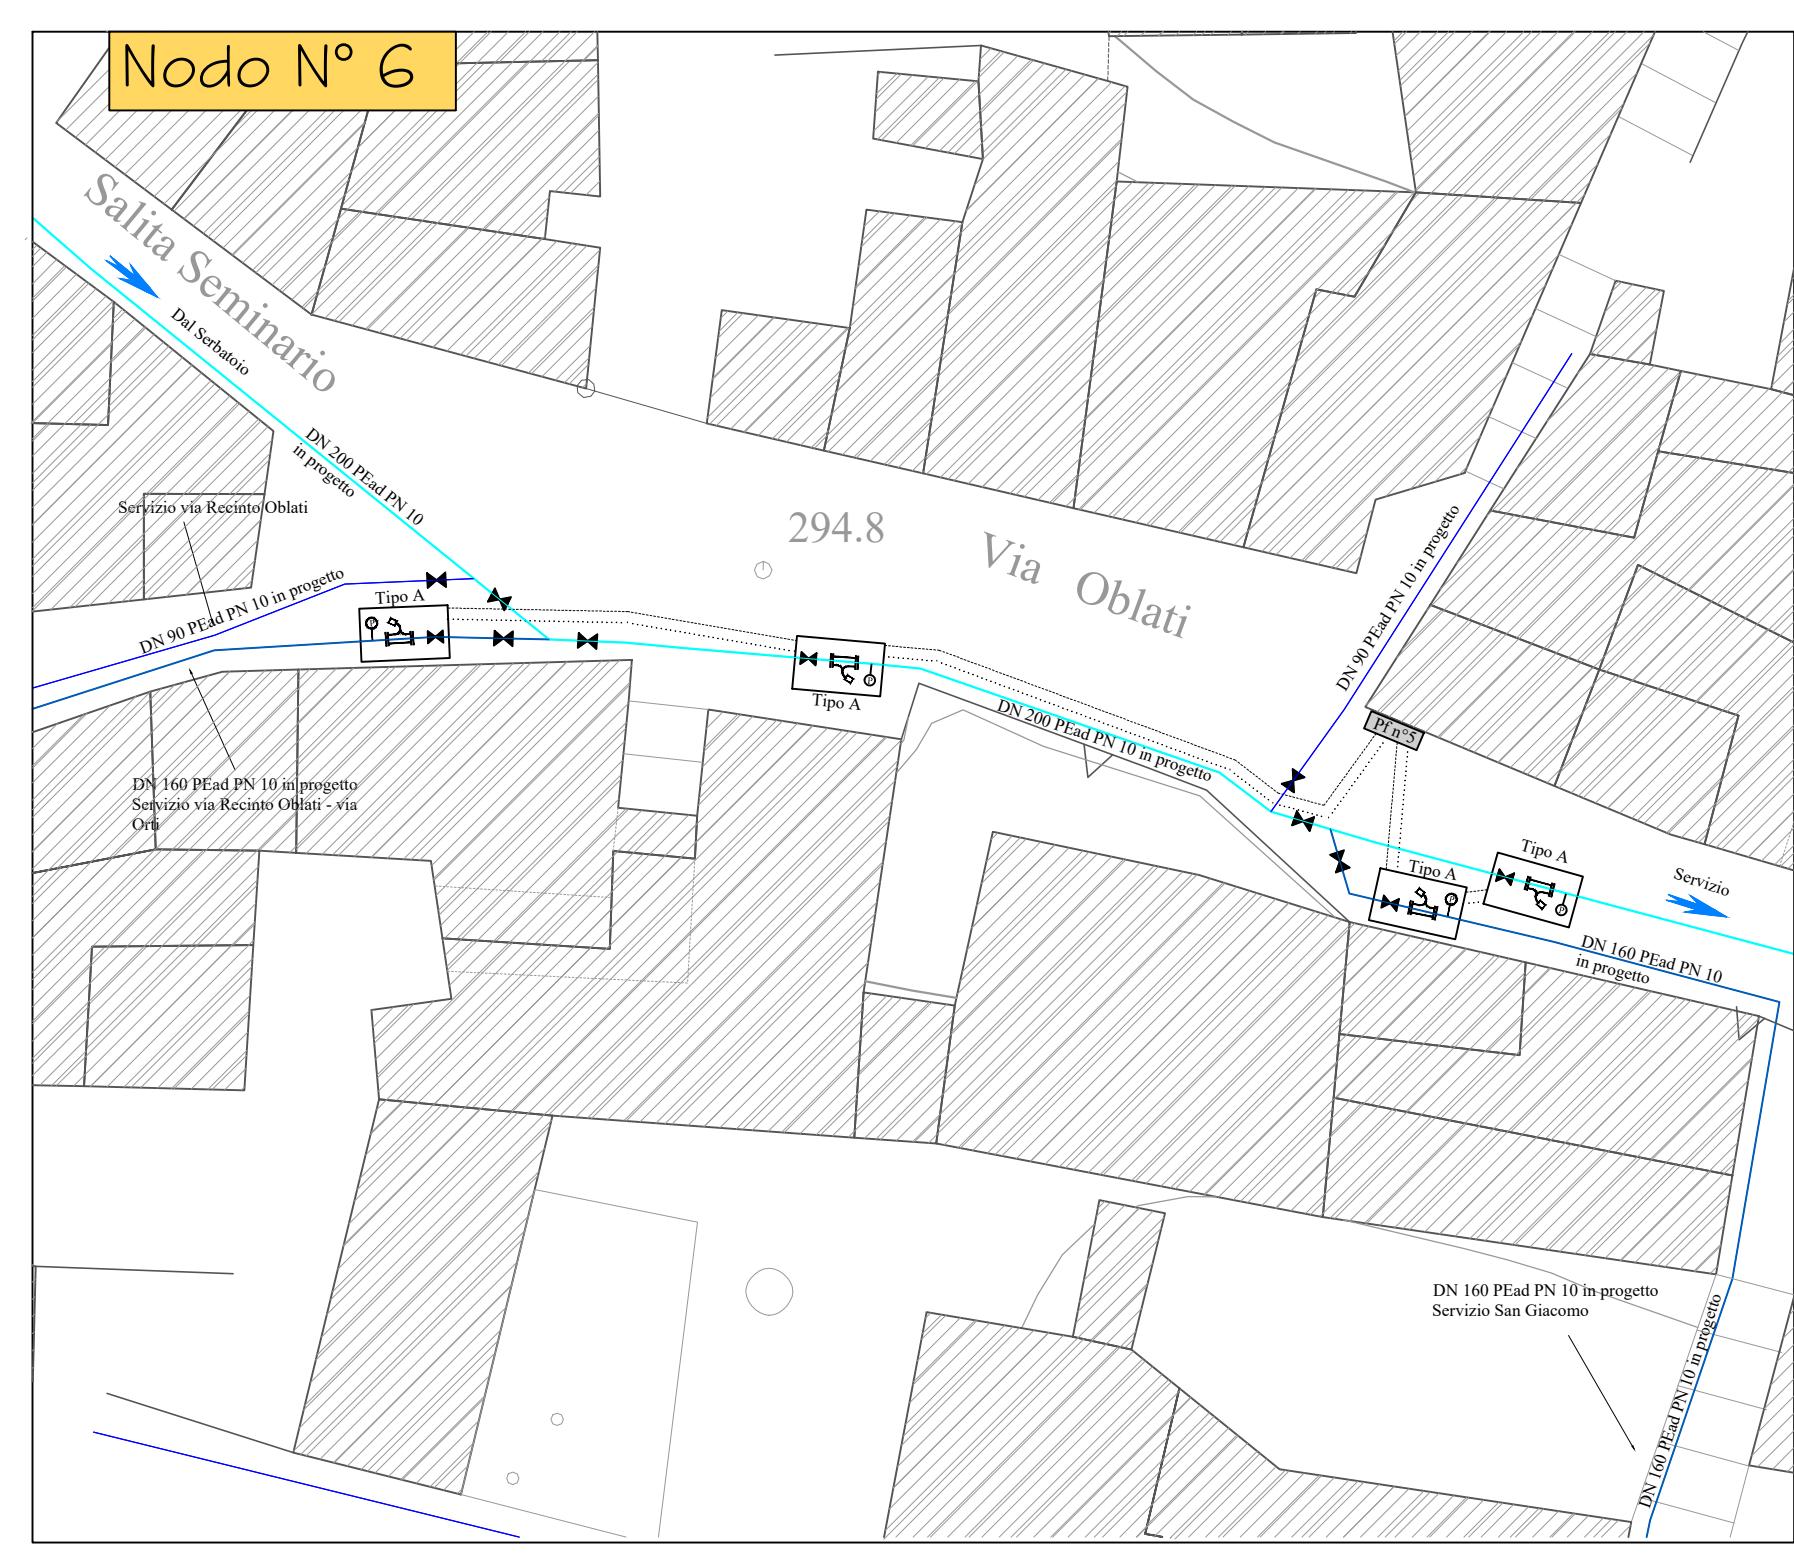 Nodo N° 6
Salita Seminario
Dal Serbatoio
DN 200 PEad PN 10
in progetto
Servizio via Recinto Oblati
294.8
Via Oblati
DN 90 PEad PN 10 in progetto
DN 90 PEad PN 10 in progetto
Tipo A
P
P
Tipo A
DN 200 PEad PN 10 in progetto
Pf n°5
DN 160 PEad PN 10 in progetto
Servizio via Recinto Oblati - via
Orti
Tipo A
P
Tipo A
P
Servizio
DN 160 PEad PN 10
in progetto
DN 160 PEad PN 10 in progetto
Servizio San Giacomo
DN 160 PEad PN 10 in progetto